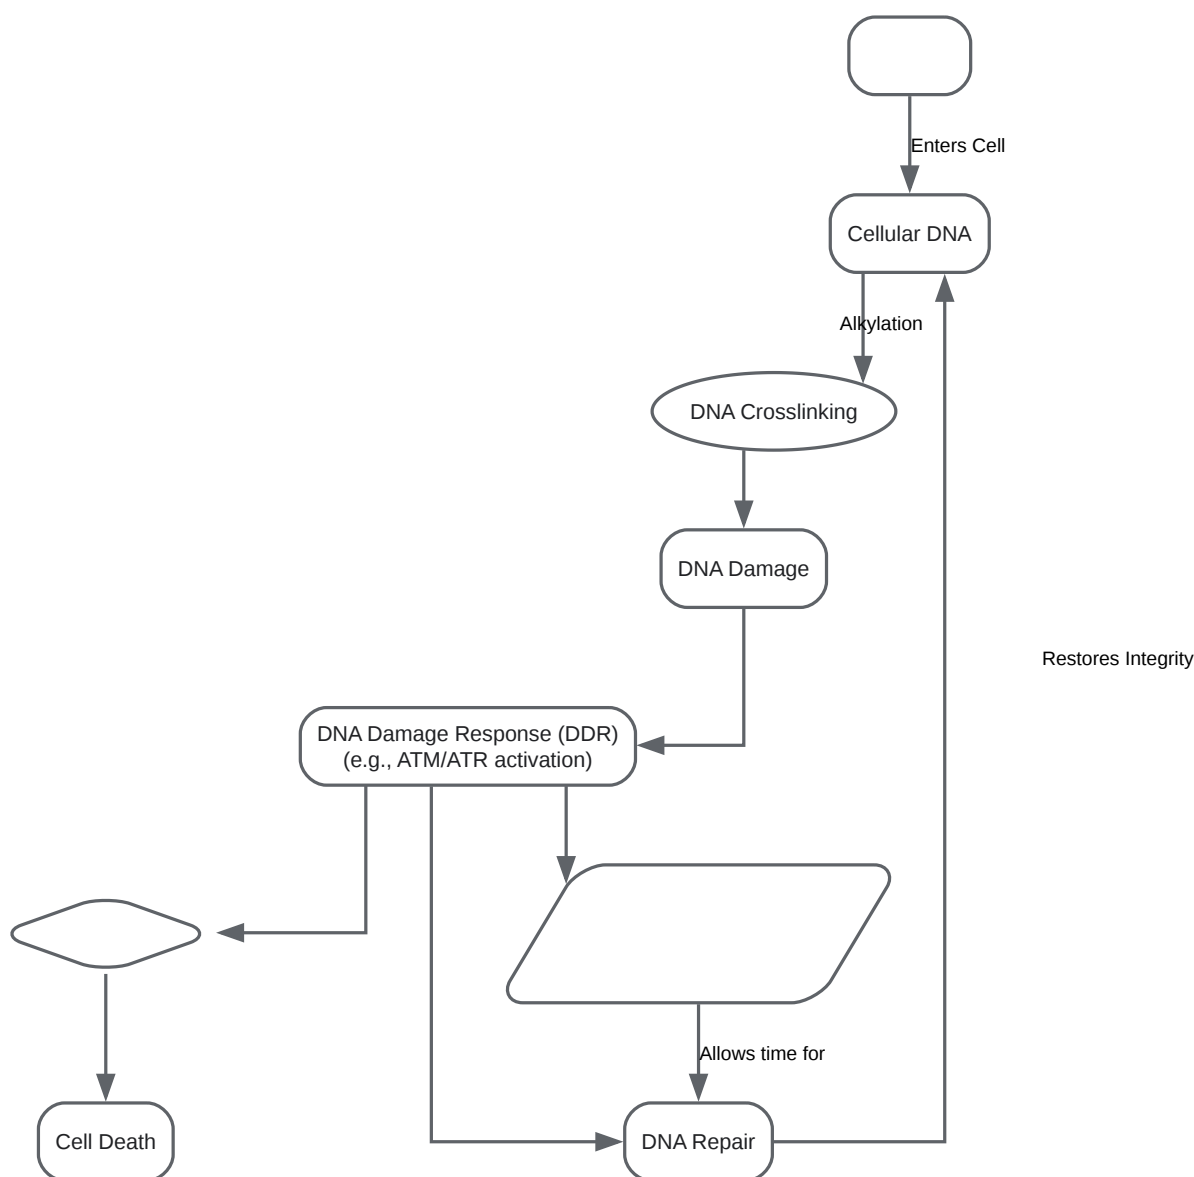 Enters Cell
Cellular DNA
Alkylation
DNA Crosslinking
DNA Damage
Restores Integrity
DNA Damage Response (DDR)
(e.g., ATM/ATR activation)
Allows time for
Cell Death
DNA Repair